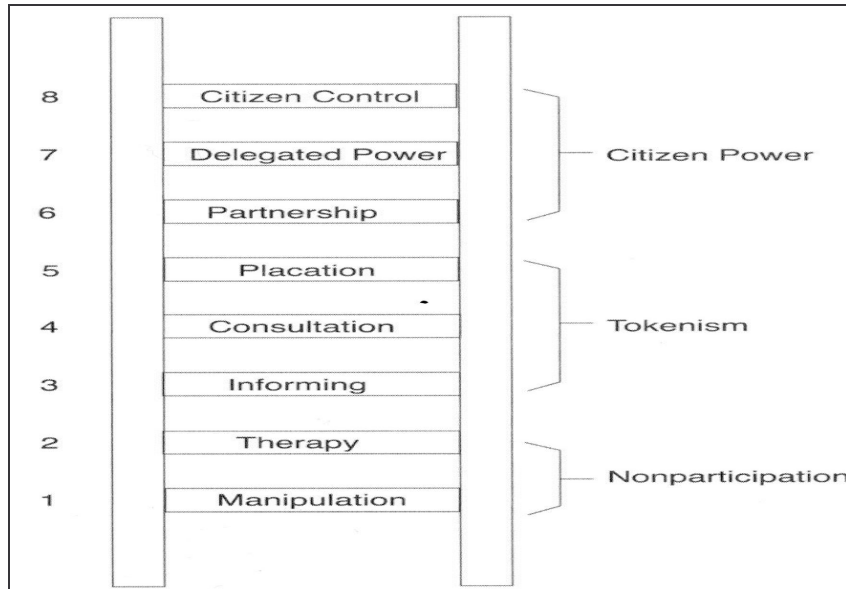 8 Citizen Control
7 Delegated Power Citizen Power
6 Partnership
5 Placation
4 Consultation Tokenism
3 Informing
2 Therapy
Nonparticipation
1 Manipulation